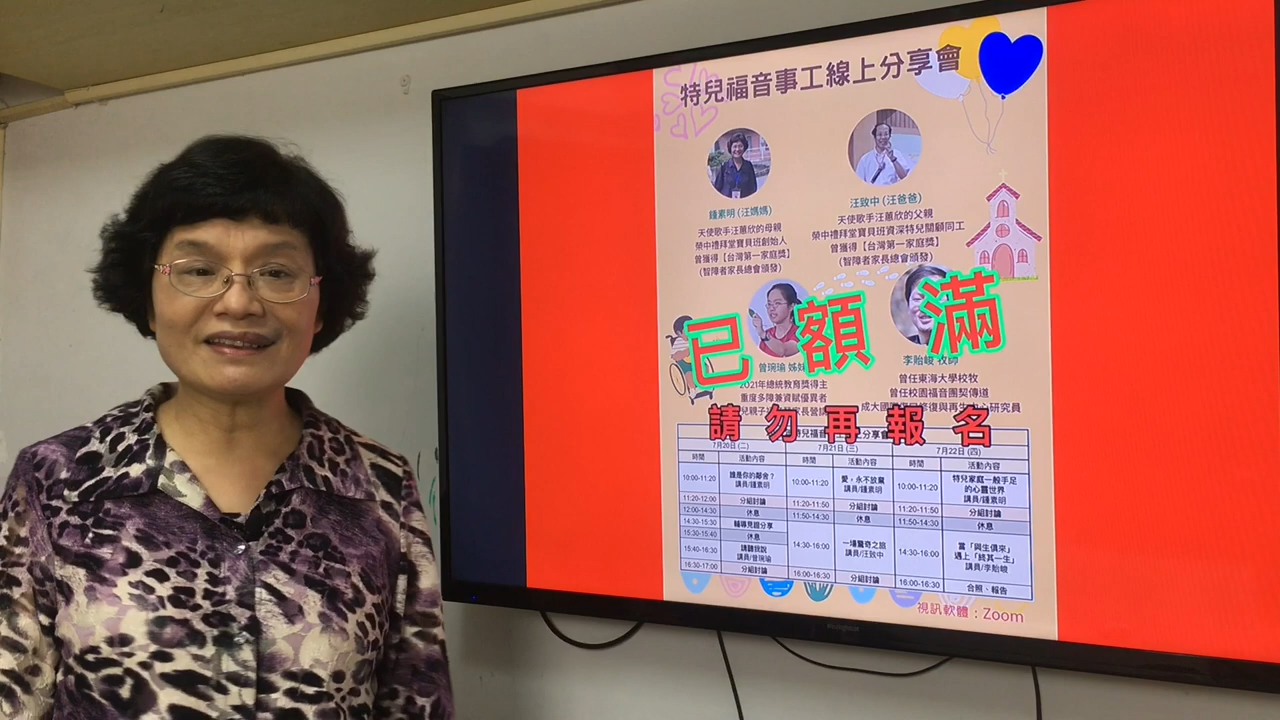 特兒福音事工線上分享會
鍾素明 (汪媽媽)
天使歌手汪蕙欣的母親
榮中禮拜堂寶貝班創始人
曾獲得【台灣第一家庭獎】
(智障者家長總會頒發)
汪致中 (汪爸爸)
天使歌手汪蕙欣的父親
榮中禮拜堂寶貝班資深特兒關顧同工
曾獲得【台灣第一家庭獎】
(智障者家長總會頒發)
已額滿
曾琬瑜 姊妹
2021年總統教育獎得主
重度多障兼資賦優異者
李貽峻 牧師
曾任東海大學校牧
曾任校園福音團契傳道
請勿再報名
7月20日 (二) 7月21日 (三) 7月22日 (四)
時間 活動內容 時間 活動內容 時間 活動內容
10:00-11:20 誰是你的鄰舍？ 講員/鍾素明 10:00-11:20 愛，永不放棄 講員/鍾素明 10:00-11:20 特兒家庭一般手足的心靈世界 講員/鍾素明
11:20-12:00 分組討論 11:20-11:50 分組討論 11:20-11:50 分組討論
12:00-14:30 休息 11:50-14:30 休息 11:50-14:30 休息
14:30-15:30 輔導見證分享 14:30-16:00 一場驚奇之旅 講員/汪致中 14:30-16:00 當「與生俱來」遇上「終其一生」 講員/李貽峻
15:30-15:40 休息
15:40-16:30 請聽我說 講員/曾琬瑜
16:30-17:00 分組討論 16:00-16:30 分組討論 16:00-16:30 合照、報告
視訊軟體：Zoom